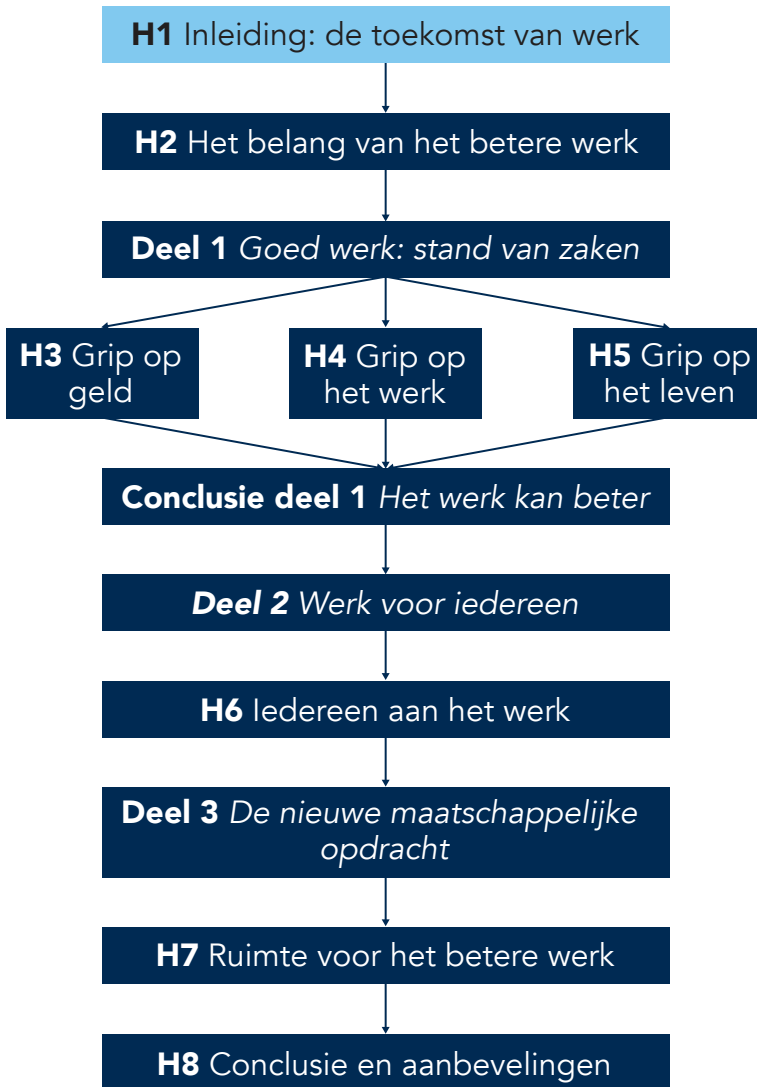 H1 Inleiding: de toekomst van werk
H2 Het belang van het betere werk
Deel 1 Goed werk: stand van zaken
H3 Grip op
geld
H4 Grip op
het werk
H5 Grip op
het leven
Conclusie deel 1 Het werk kan beter
Deel 2 Werk voor iedereen
H6 Iedereen aan het werk
Deel 3 De nieuwe maatschappelijke
opdracht
H7 Ruimte voor het betere werk
H8 Conclusie en aanbevelingen